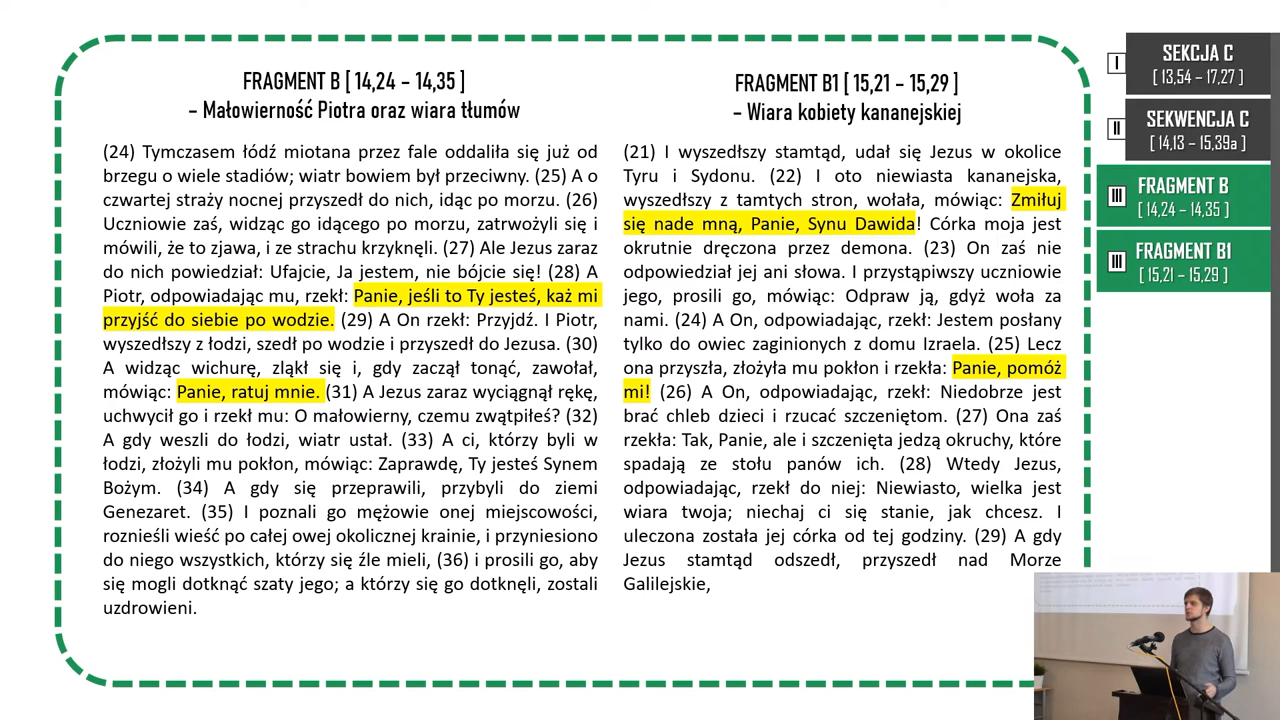 FRAGMENT B [ 14,24 – 14,35 ]
– Małowierność Piotra oraz wiara tłumów
(24) Tymczasem łódź miotana przez fale oddaliła się już od
brzegu o wiele stadiów; wiatr bowiem był przeciwny. (25) A o
czwartej straży nocnej przyszedł do nich, idąc po morzu. (26)
Uczniowie zaś, widząc go idącego po morzu, zatrwożyli się i
mówili, że to zjawa, i ze strachu krzyknęli. (27) Ale Jezus zaraz
do nich powiedział: Ufajcie, Ja jestem, nie bójcie się! (28) A
Piotr, odpowiadając mu, rzekł: Panie, jeśli to Ty jesteś, każ mi
przyjść do siebie po wodzie. (29) A On rzekł: Przyjdź. I Piotr,
wyszedłszy z łodzi, szedł po wodzie i przyszedł do Jezusa. (30)
A widząc wichurę, zląkł się i, gdy zaczął tonąć, zawołał,
mówiąc: Panie, ratuj mnie. (31) A Jezus zaraz wyciągnął rękę,
uchwycił go i rzekł mu: O małowierny, czemu zwątpiłeś? (32)
A gdy weszli do łodzi, wiatr ustał. (33) A ci, którzy byli w
łodzi, złożyli mu pokłon, mówiąc: Zaprawdę, Ty jesteś Synem
Bożym. (34) A gdy się przeprawili, przybyli do ziemi
Genezaret. (35) I poznali go mężowie onej miejscowości,
roznieśli wieść po całej owej okolicznej krainie, i przyniesiono
do niego wszystkich, którzy się źle mieli, (36) i prosili go, aby
się mogli dotknąć szaty jego; a którzy się go dotknęli, zostali
uzdrowieni.
FRAGMENT B1 [ 15,21 – 15,29 ]
– Wiara kobiety kananejskiej
(21) I wyszedłszy stamtąd, udał się Jezus w okolice
Tyru i Sydonu. (22) I oto niewiasta kananejska,
wyszedłszy z tamtych stron, wołała, mówiąc: Zmiłuj
się nade mną, Panie, Synu Dawida! Córka moja jest
okrutnie dręczona przez demona. (23) On zaś nie
odpowiedział jej ani słowa. I przystąpiwszy uczniowie
jego, prosili go, mówiąc: Odpraw ją, gdyż woła za
nami. (24) A On, odpowiadając, rzekł: Jestem posłany
tylko do owiec zaginionych z domu Izraela. (25) Lecz
ona przyszła, złożyła mu pokłon i rzekła: Panie, pomóż
mi! (26) A On, odpowiadając, rzekł: Niedobrze jest
brać chleb dzieci i rzucać szczeniętom. (27) Ona zaś
rzekła: Tak, Panie, ale i szczenięta jedzą okruchy, które
spadają ze stołu panów ich. (28) Wtedy Jezus,
odpowiadając, rzekł do niej: Niewiasto, wielka jest
wiara twoja; niechaj ci się stanie, jak chcesz. I
uleczona została jej córka od tej godziny. (29) A gdy
Jezus stamtąd odszedł, przyszedł nad Morze
Galilejskie,
I
SEKCJA C
[ 13,54 – 17,27 ]
II
SEKWENCJA C
[ 14,13 – 15,39a ]
III
FRAGMENT B
[ 14,24 – 14,35 ]
III
FRAGMENT B1
[ 15,21 – 15,29 ]